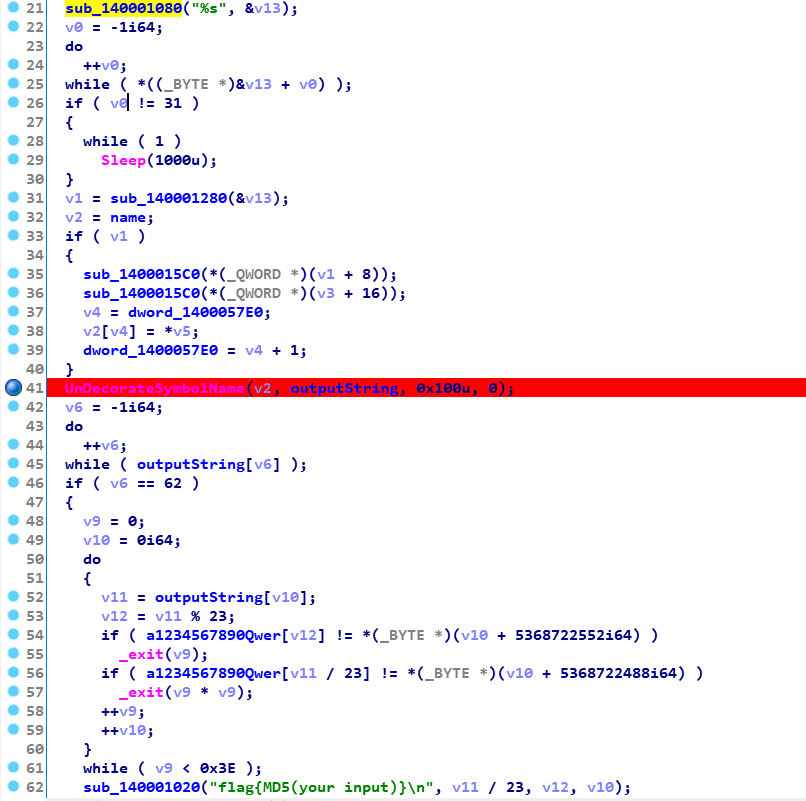 21 sub_140001080("%s", &v13);
22 v0 = -1i64;
23 do
24 ++v0;
25 while ( *((_BYTE *)&v13 + v0) );
26 if ( v0 != 31 )
27 {
28 while ( 1 )
29 Sleep(1000u);
30 }
31 v1 = sub_140001280(&v13);
32 v2 = name;
33 if ( v1 )
34 {
35 sub_1400015C0(*(_QWORD *)(v1 + 8));
36 sub_1400015C0(*(_QWORD *)(v3 + 16));
37 v4 = dword_1400057E0;
38 v2[v4] = *v5;
39 dword_1400057E0 = v4 + 1;
40 }
41 UnDecorateSymbolName(v2, outputString, 0x100u, 0);
42 v6 = -1i64;
43 do
44 ++v6;
45 while ( outputString[v6] );
46 if ( v6 == 62 )
47 {
48 v9 = 0;
49 v10 = 0i64;
50 do
51 {
52 v11 = outputString[v10];
53 v12 = v11 % 23;
54 if ( a1234567890Qwer[v12] != *(_BYTE *)(v10 + 5368722552i64) )
55 _exit(v9);
56 if ( a1234567890Qwer[v11 / 23] != *(_BYTE *)(v10 + 5368722488i64) )
57 _exit(v9 * v9);
58 ++v9;
59 ++v10;
60 }
61 while ( v9 < 0x3E );
62 sub_140001020("flag{MD5(your input)}\n", v11 / 23, v12, v10);